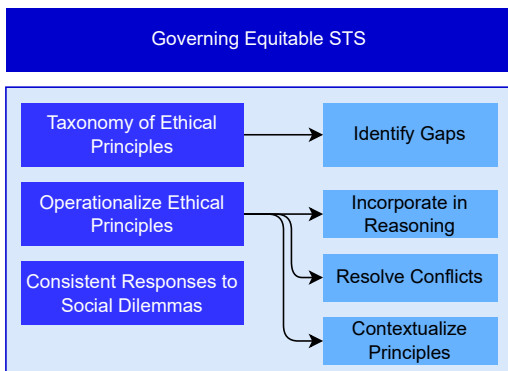 Governing Equitable STS
Taxonomy of Ethical
Principles
Identify Gaps
Operationalize Ethical
Principles
Incorporate in
Reasoning
Consistent Responses to
Social Dilemmas
Resolve Conflicts
Contextualize
Principles